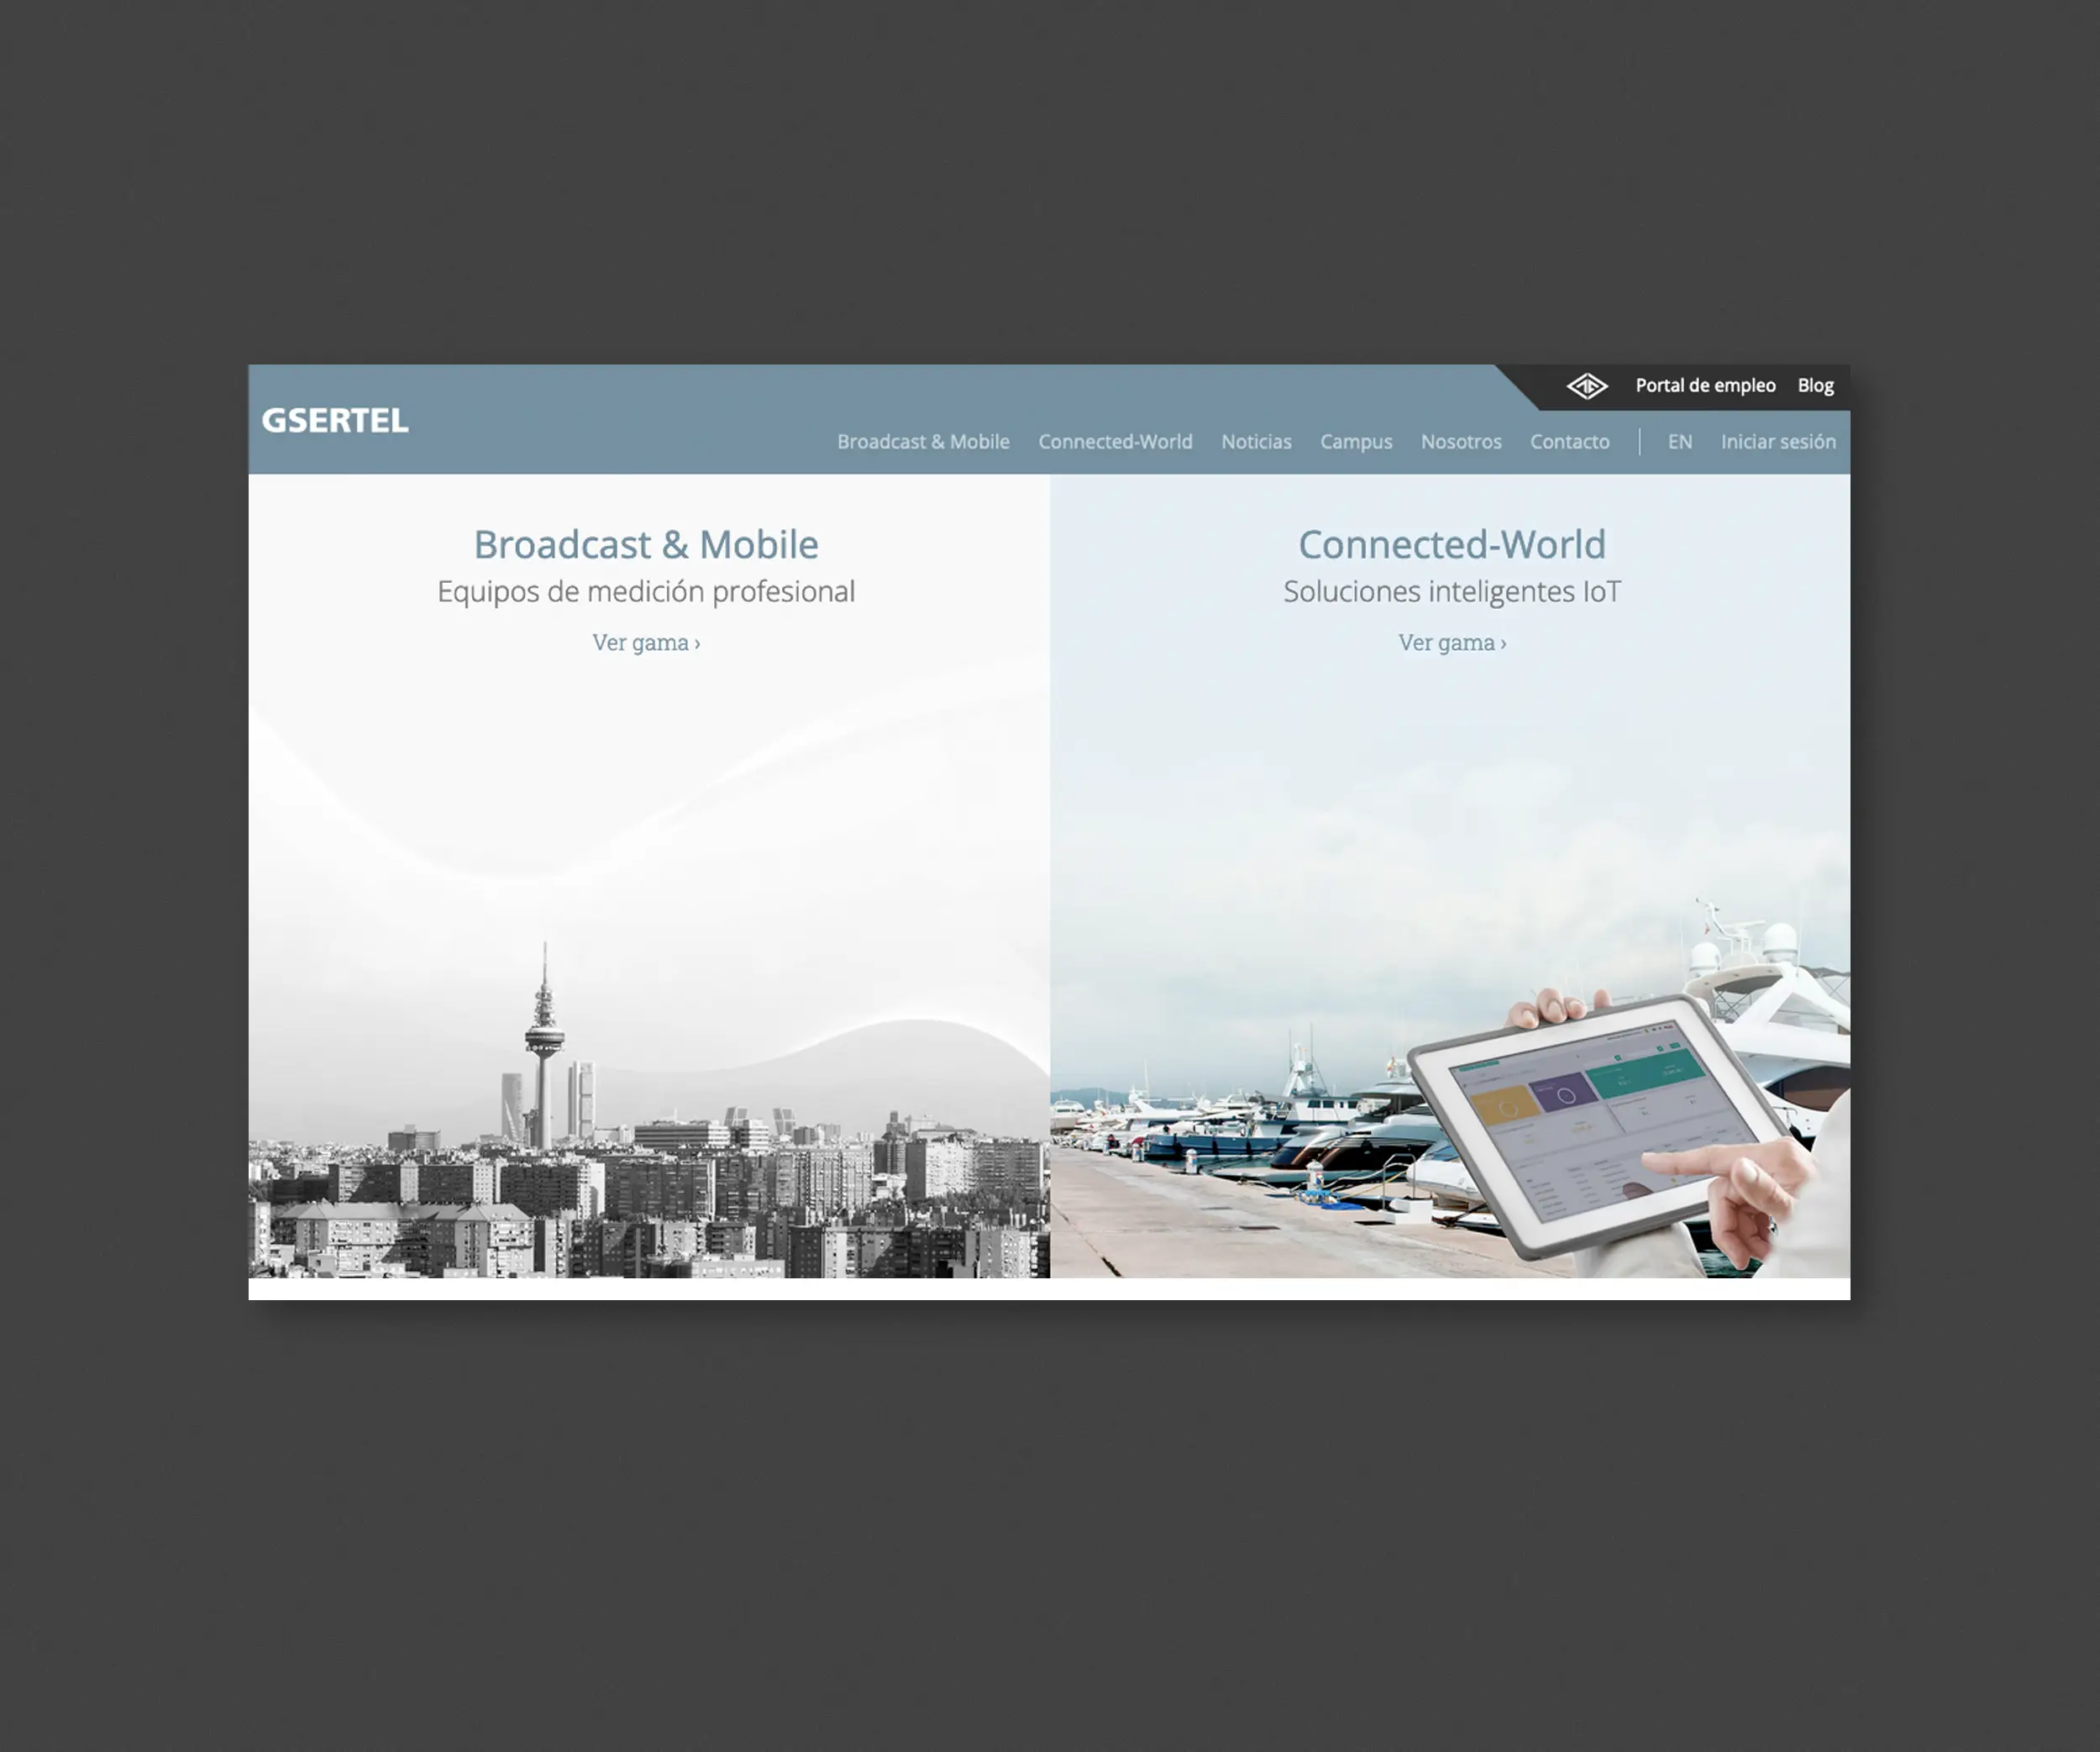 Portal de empleo Blog
GSERTEL
Broadcast & Mobile Connected-World Noticias Campus Nosotros Contacto | EN Iniciar sesión
Broadcast & Mobile
Equipos de medición profesional
Ver gama ›
Connected-World
Soluciones inteligentes IoT
Ver gama ›